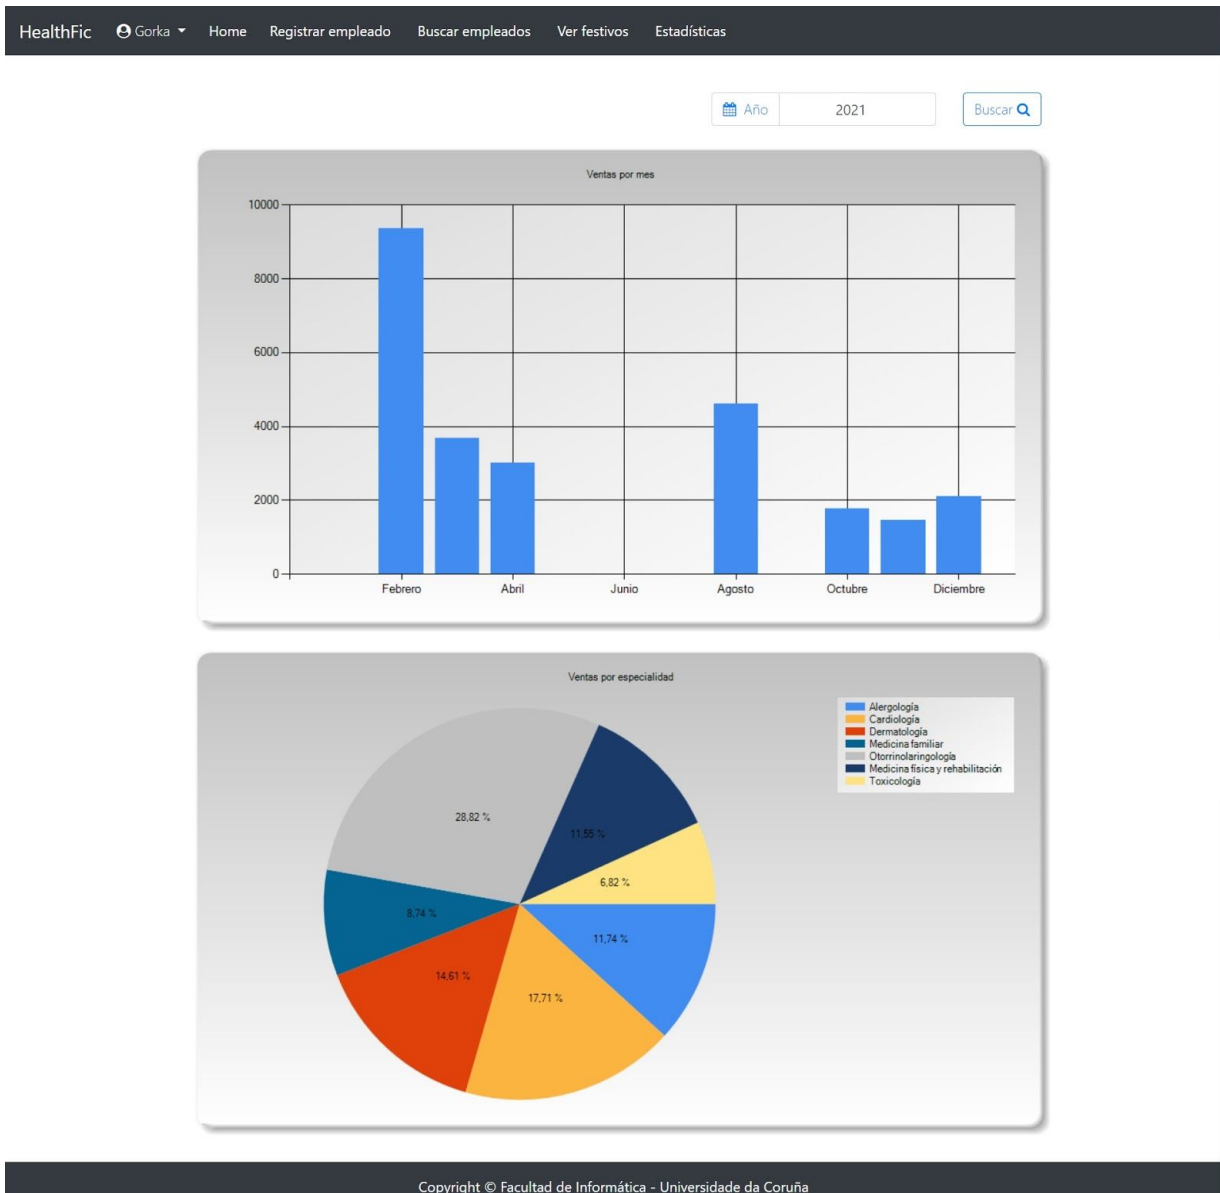 HealthFic Gorka Home Registrar empleado Buscar empleados Ver festivos Estadísticas
Año 2021 Buscar
Ventas por mes
10000
8000
6000
4000
2000
0
Febrero Abril Junio Agosto Octubre Diciembre
Ventas por especialidad
Alergología
Cardiología
Dermatología
Medicina familiar
Otorrinolaringología
Medicina física y rehabilitación
Toxicología
28,82 %
11,55 %
6,82 %
8,74 %
11,74 %
14,61 %
17,71 %
Copyright © Facultad de Informática - Universidade da Coruña